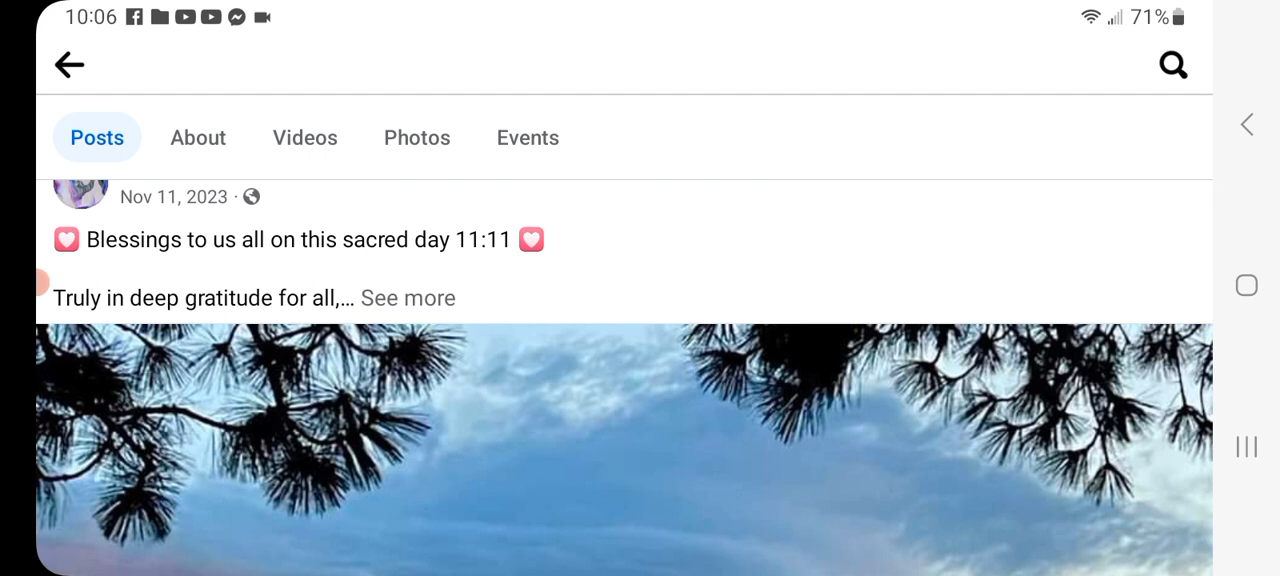 10:06 71%
Posts About Videos Photos Events
Nov 11, 2023 ·
💟 Blessings to us all on this sacred day 11:11 💟
Truly in deep gratitude for all,... See more